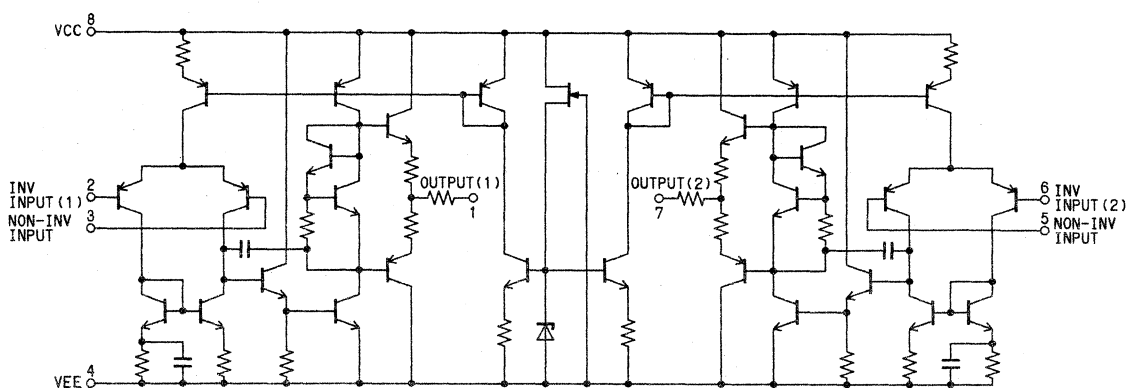 VCC 8
OUTPUT(1)
1
OUTPUT(2)
7
2
INV
INPUT(1)
3
NON-INV
INPUT
6 INV
INPUT(2)
5
NON-INV
INPUT
VEE 4